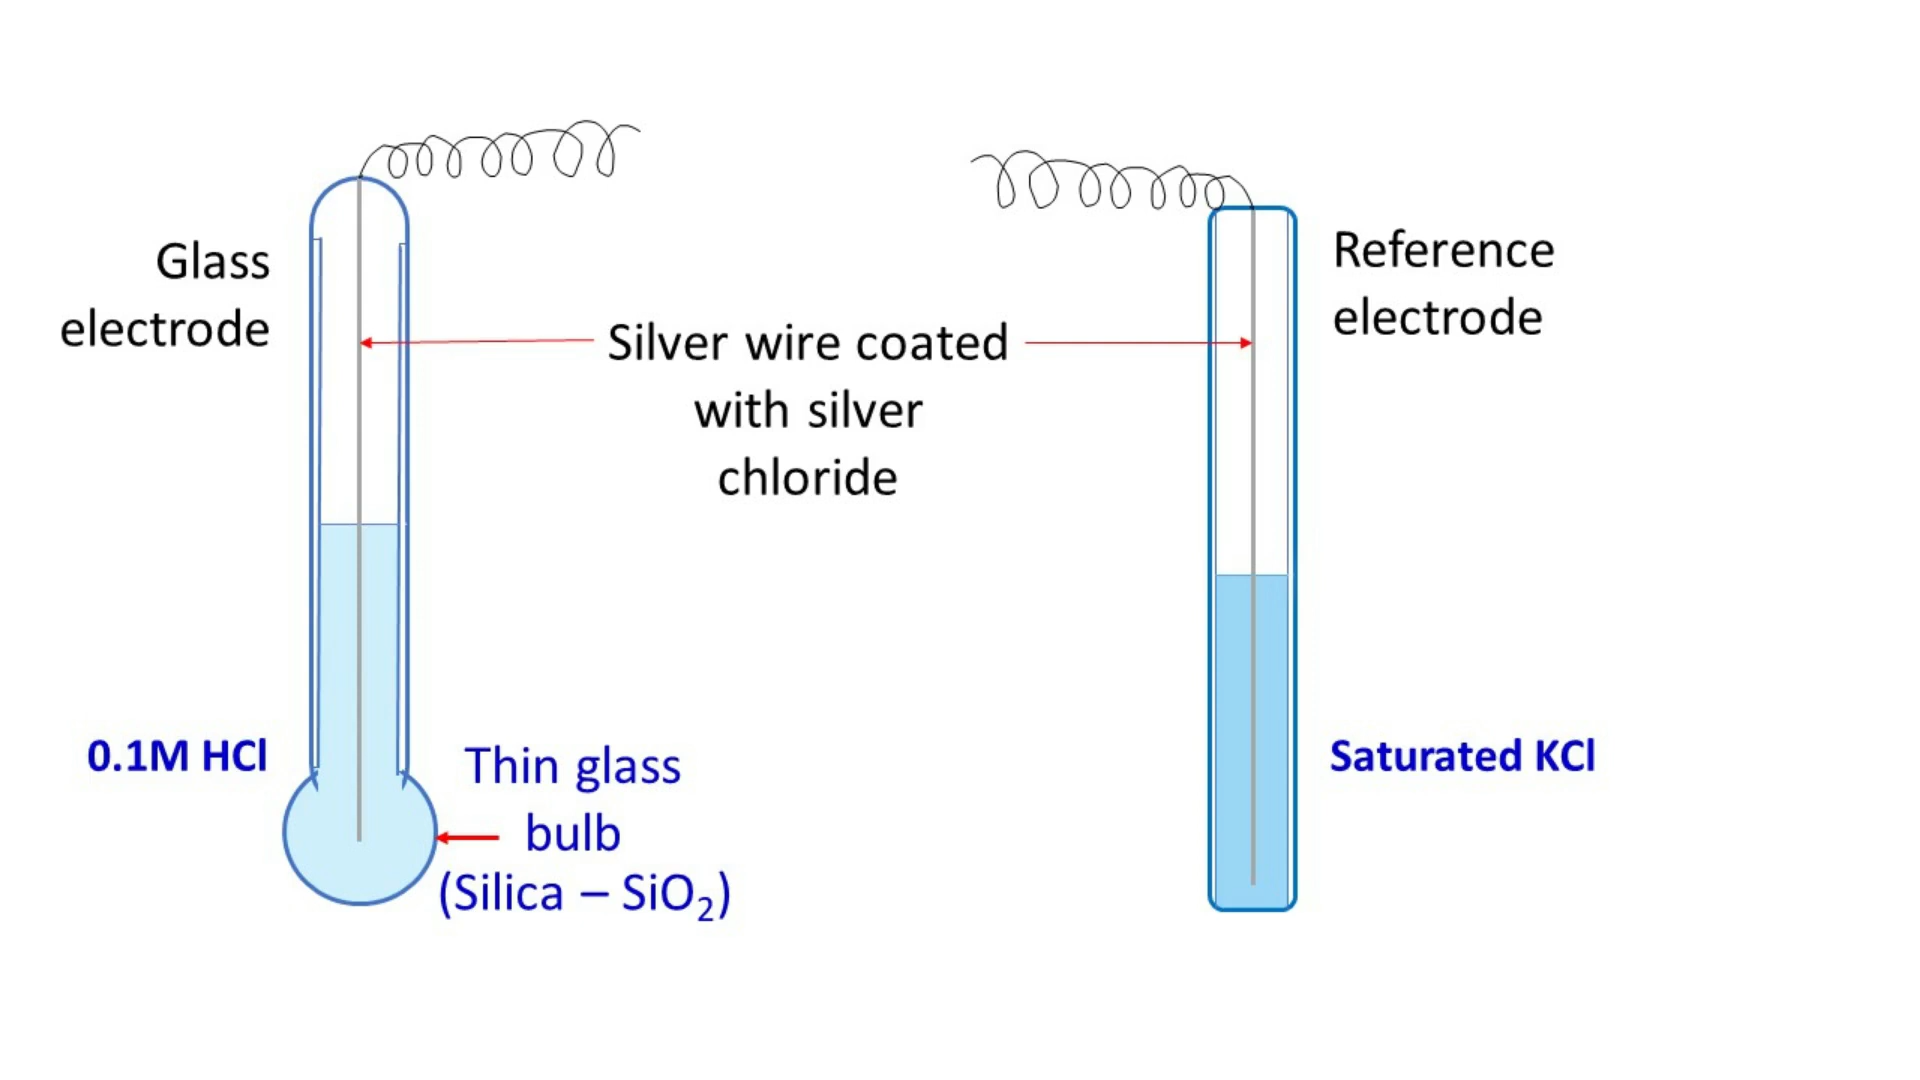 Glass
electrode
Reference
electrode
Silver wire coated
with silver
chloride
0.1M HCl
Thin glass
bulb
(Silica – SiO₂)
Saturated KCl